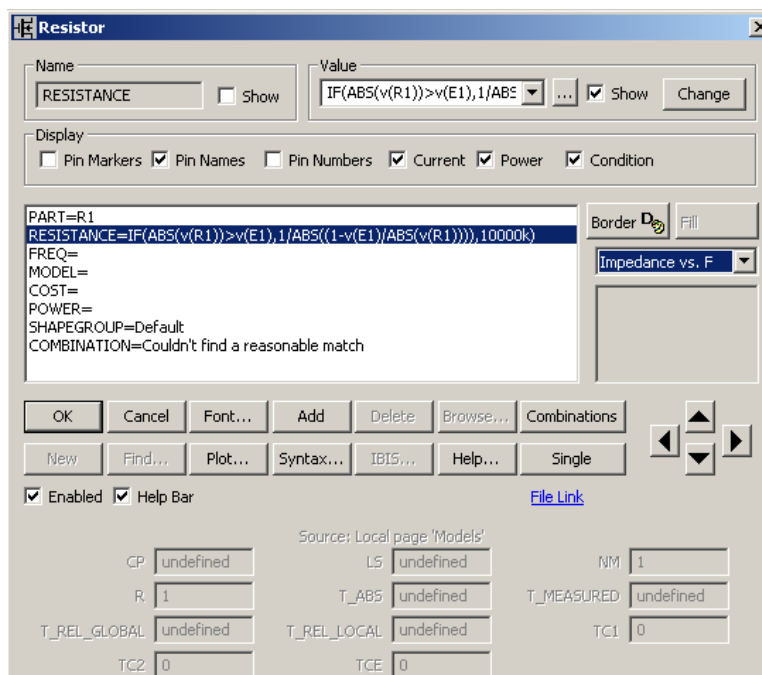 Resistor
Name
RESISTANCE
Show
Value
IF(ABS(v(R1))>v(E1),1/ABS
...
Show
Change
Display
Pin Markers Pin Names Pin Numbers Current Power Condition
PART=R1
RESISTANCE=IF(ABS(v(R1))>v(E1),1/ABS((1-v(E1)/ABS(v(R1)))),10000k)
FREQ=
MODEL=
COST=
POWER=
SHAPEGROUP=Default
COMBINATION=Couldn't find a reasonable match
Border Fill
Impedance vs. F
OK Cancel Font... Add Delete Browse... Combinations
New Find... Plot... Syntax... IBIS... Help... Single
Enabled Help Bar File Link
Source: Local page 'Models'
CP undefined LS undefined NM 1
R 1 T_ABS undefined T_MEASURED undefined
T_REL_GLOBAL undefined T_REL_LOCAL undefined TC1 0
TC2 0 TCE 0